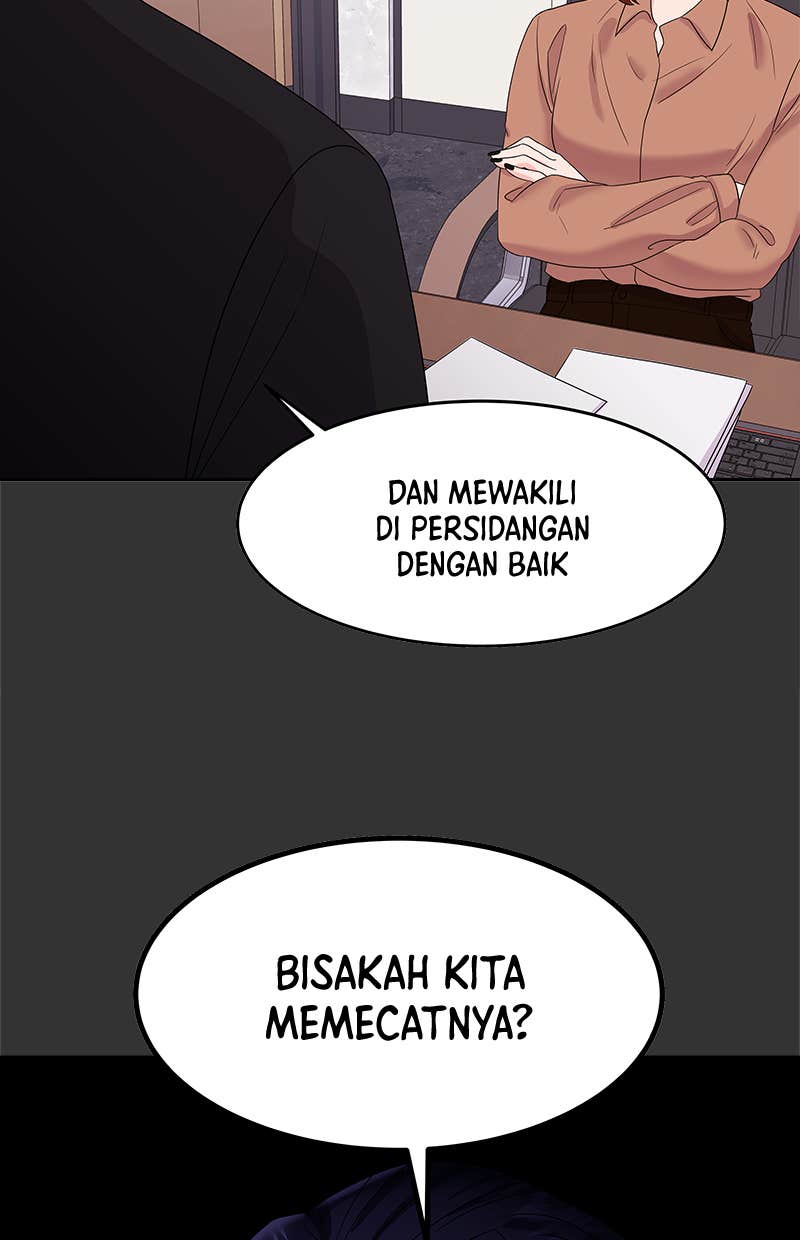 DAN MEWAKILI
DI PERSIDANGAN
DENGAN BAIK
BISAKAH KITA
MEMECATNYA?